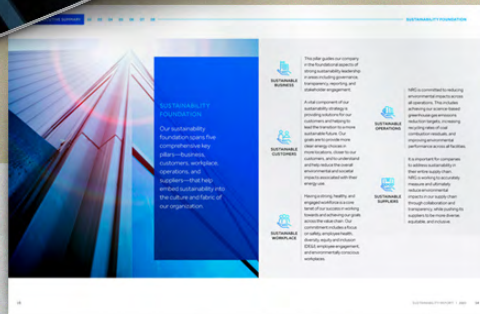 EXECUTIVE SUMMARY
SUSTAINABILITY FOUNDATION
SUSTAINABILITY
FOUNDATION
Our sustainability
foundation spans five
comprehensive key
pillars—business,
customers, workplace,
operations, and
suppliers—that help
embed sustainability into
the culture and fabric of
our organization.
SUSTAINABLE
BUSINESS
This pillar guides our company
in the foundational aspects of
strong sustainability leadership
in areas including governance,
transparency, reporting, and
stakeholder engagement.
SUSTAINABLE
CUSTOMERS
A vital component of our
sustainability strategy is
providing solutions for our
customers and helping to
lead the transition to a more
sustainable future. Our
goals are to provide more
clean energy choices in
more locations, closer to our
customers, and to understand
and help reduce the overall
environmental and societal
impacts associated with their
energy use.
SUSTAINABLE
WORKPLACE
Having a strong, healthy, and
engaged workforce is a core
tenet of our success in working
towards and achieving our goals
across the value chain. Our
commitment includes a focus
on safety, employee health,
diversity, equity and inclusion
(DE&I), employee engagement,
and environmentally conscious
workplaces.
SUSTAINABLE
OPERATIONS
NRG is committed to reducing
environmental impacts across
all operations. This includes
achieving our science-based
greenhouse gas emissions
reduction targets, increasing
recycling rates of coal
combustion residuals, and
improving environmental
performance across all facilities.
SUSTAINABLE
SUPPLIERS
It is important for companies
to address sustainability in
their entire supply chain.
NRG is working to accurately
measure and ultimately
reduce environmental
impacts in our supply chain
through collaboration and
transparency, while pushing its
suppliers to be more diverse,
equitable, and inclusive.
SUSTAINABILITY REPORT